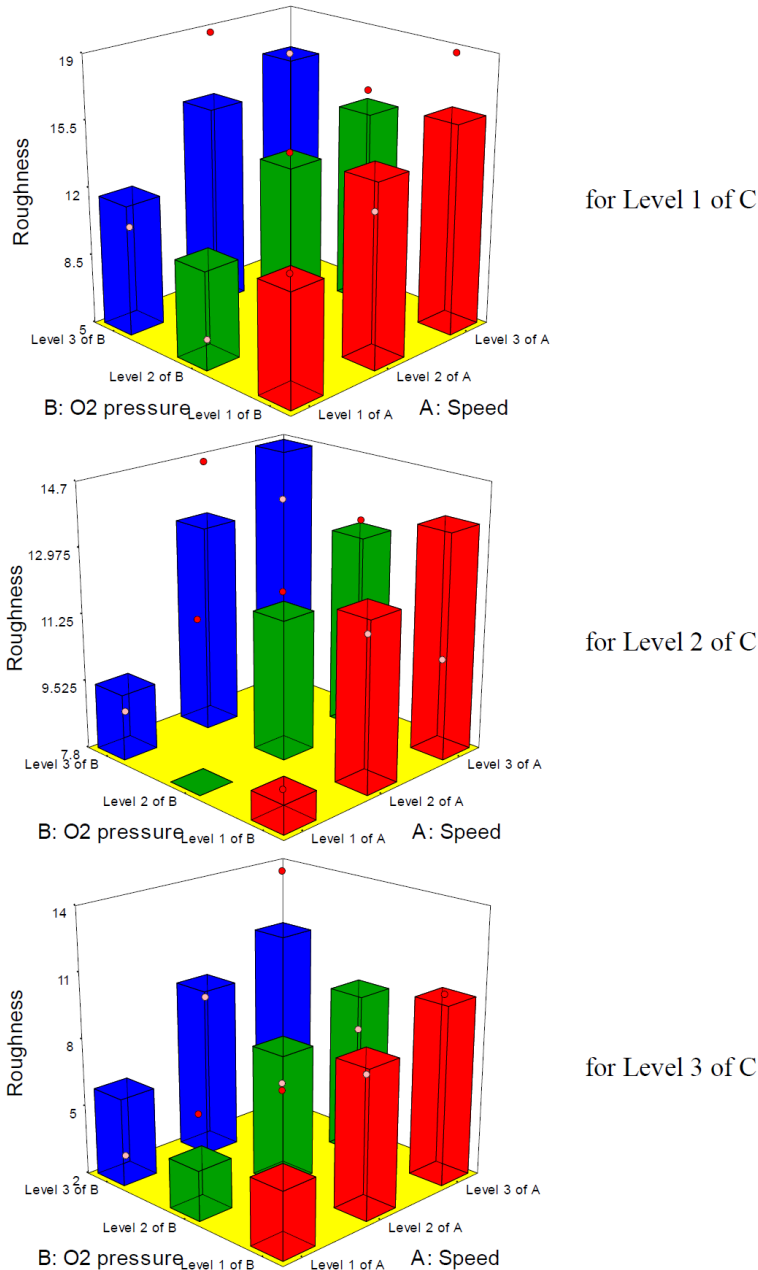 19
15.5
12
8.5
5
Roughness
Level 3 of B
Level 2 of B
Level 1 of B
B: O2 pressure
Level 1 of A
Level 2 of A
Level 3 of A
A: Speed
for Level 1 of C
14.7
12.975
11.25
9.525
7.8
Roughness
Level 3 of B
Level 2 of B
Level 1 of B
B: O2 pressure
Level 1 of A
Level 2 of A
Level 3 of A
A: Speed
for Level 2 of C
14
11
8
5
2
Roughness
Level 3 of B
Level 2 of B
Level 1 of B
B: O2 pressure
Level 1 of A
Level 2 of A
Level 3 of A
A: Speed
for Level 3 of C